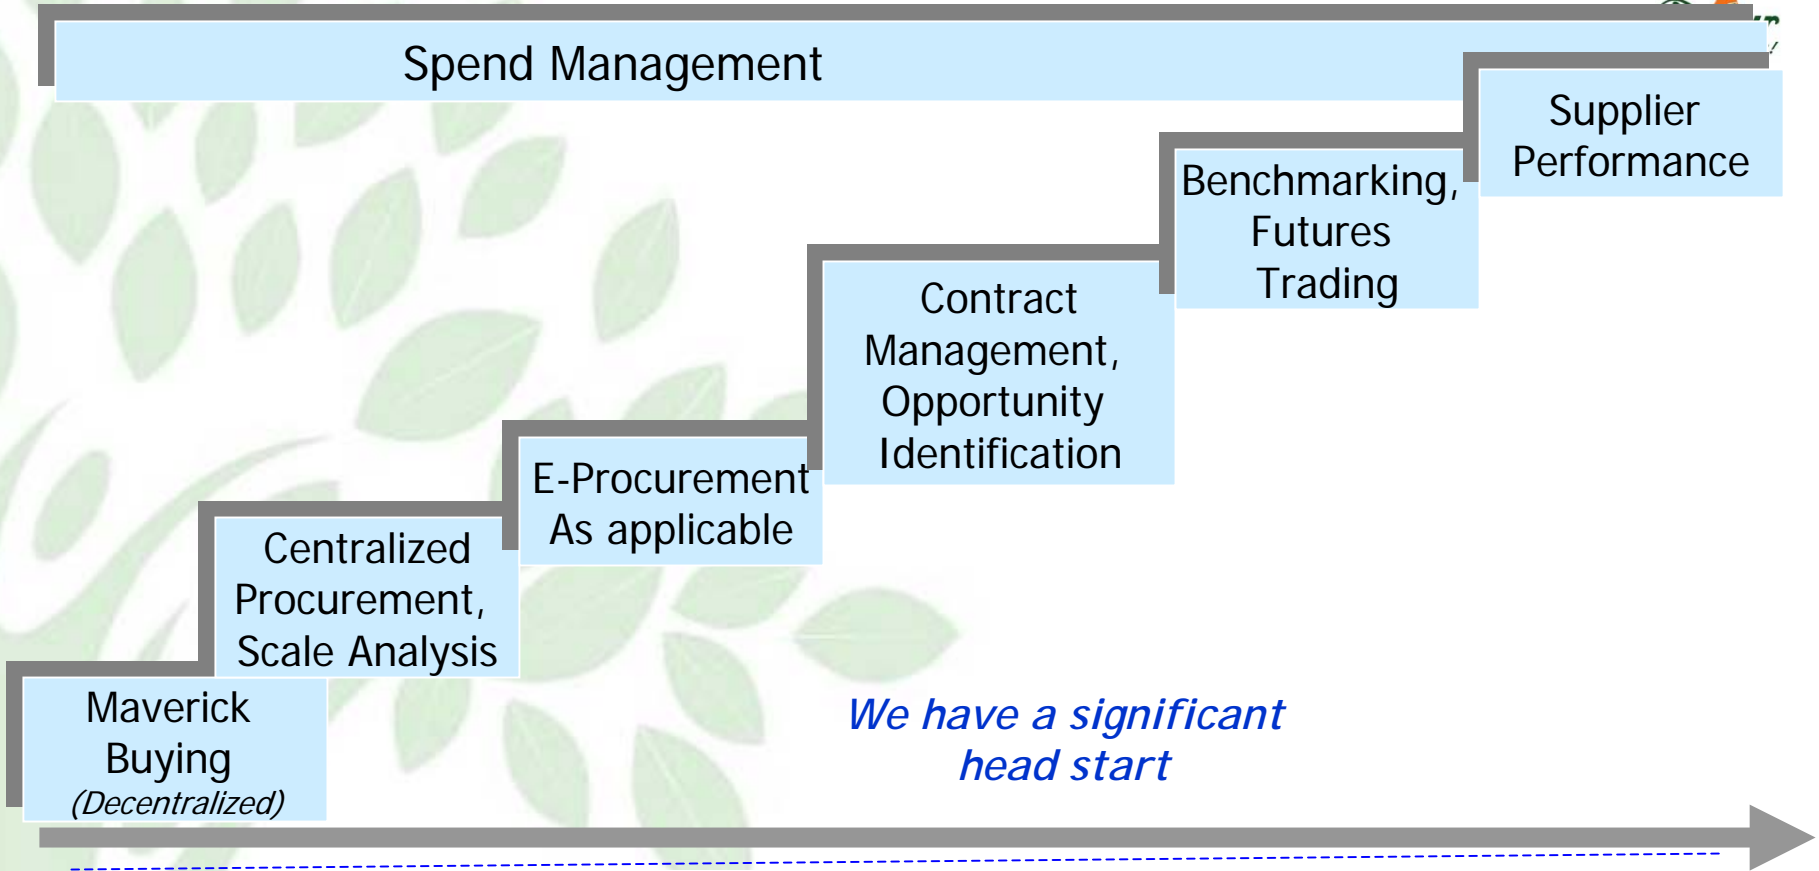 Spend Management
Supplier
Performance
Benchmarking,
Futures
Trading
Contract
Management,
Opportunity
Identification
E-Procurement
As applicable
Centralized
Procurement,
Scale Analysis
Maverick
Buying
(Decentralized)
We have a significant
head start